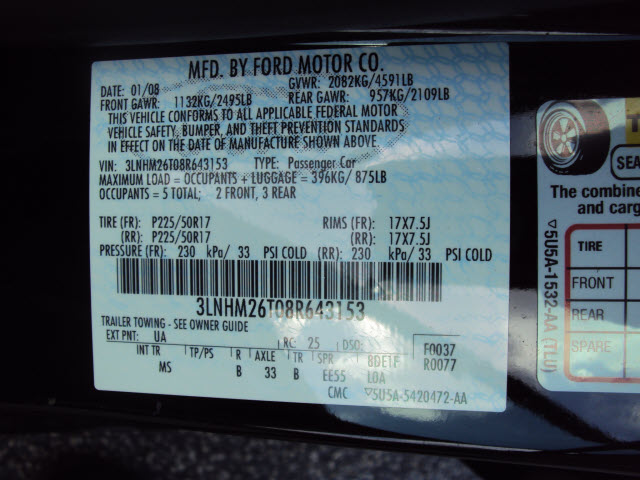 MFD. BY FORD MOTOR CO.
DATE: 01/08 GVWR: 2082KG/4591LB
FRONT GAWR: 1132KG/2495LB REAR GAWR: 957KG/2109LB
THIS VEHICLE CONFORMS TO ALL APPLICABLE FEDERAL MOTOR
VEHICLE SAFETY, BUMPER, AND THEFT PREVENTION STANDARDS
IN EFFECT ON THE DATE OF MANUFACTURE SHOWN ABOVE.
VIN: 3LNHM26T08R643153 TYPE: Passenger Car
MAXIMUM LOAD = OCCUPANTS + LUGGAGE = 396KG/ 875LB
OCCUPANTS = 5 TOTAL; 2 FRONT, 3 REAR
TIRE (FR): P225/50R17 RIMS (FR): 17X7.5J
(RR): P225/50R17 (RR): 17X7.5J
PRESSURE (FR): 230 kPa/ 33 PSI COLD (RR): 230 kPa/ 33 PSI COLD
3LNHM26T08R643153
TRAILER TOWING - SEE OWNER GUIDE
EXT PNT: UA RC: 25 DSO: F0037
INT TR TP/PS R AXLE TR SPR BDE1F R0077
MS B 33 B EE55 LDA
CMC ▽5U5A-5420472-AA
SEA
The combine
and carg
TIRE
FRONT
REAR
SPARE
▽5U5A-1532-AA (TLU)